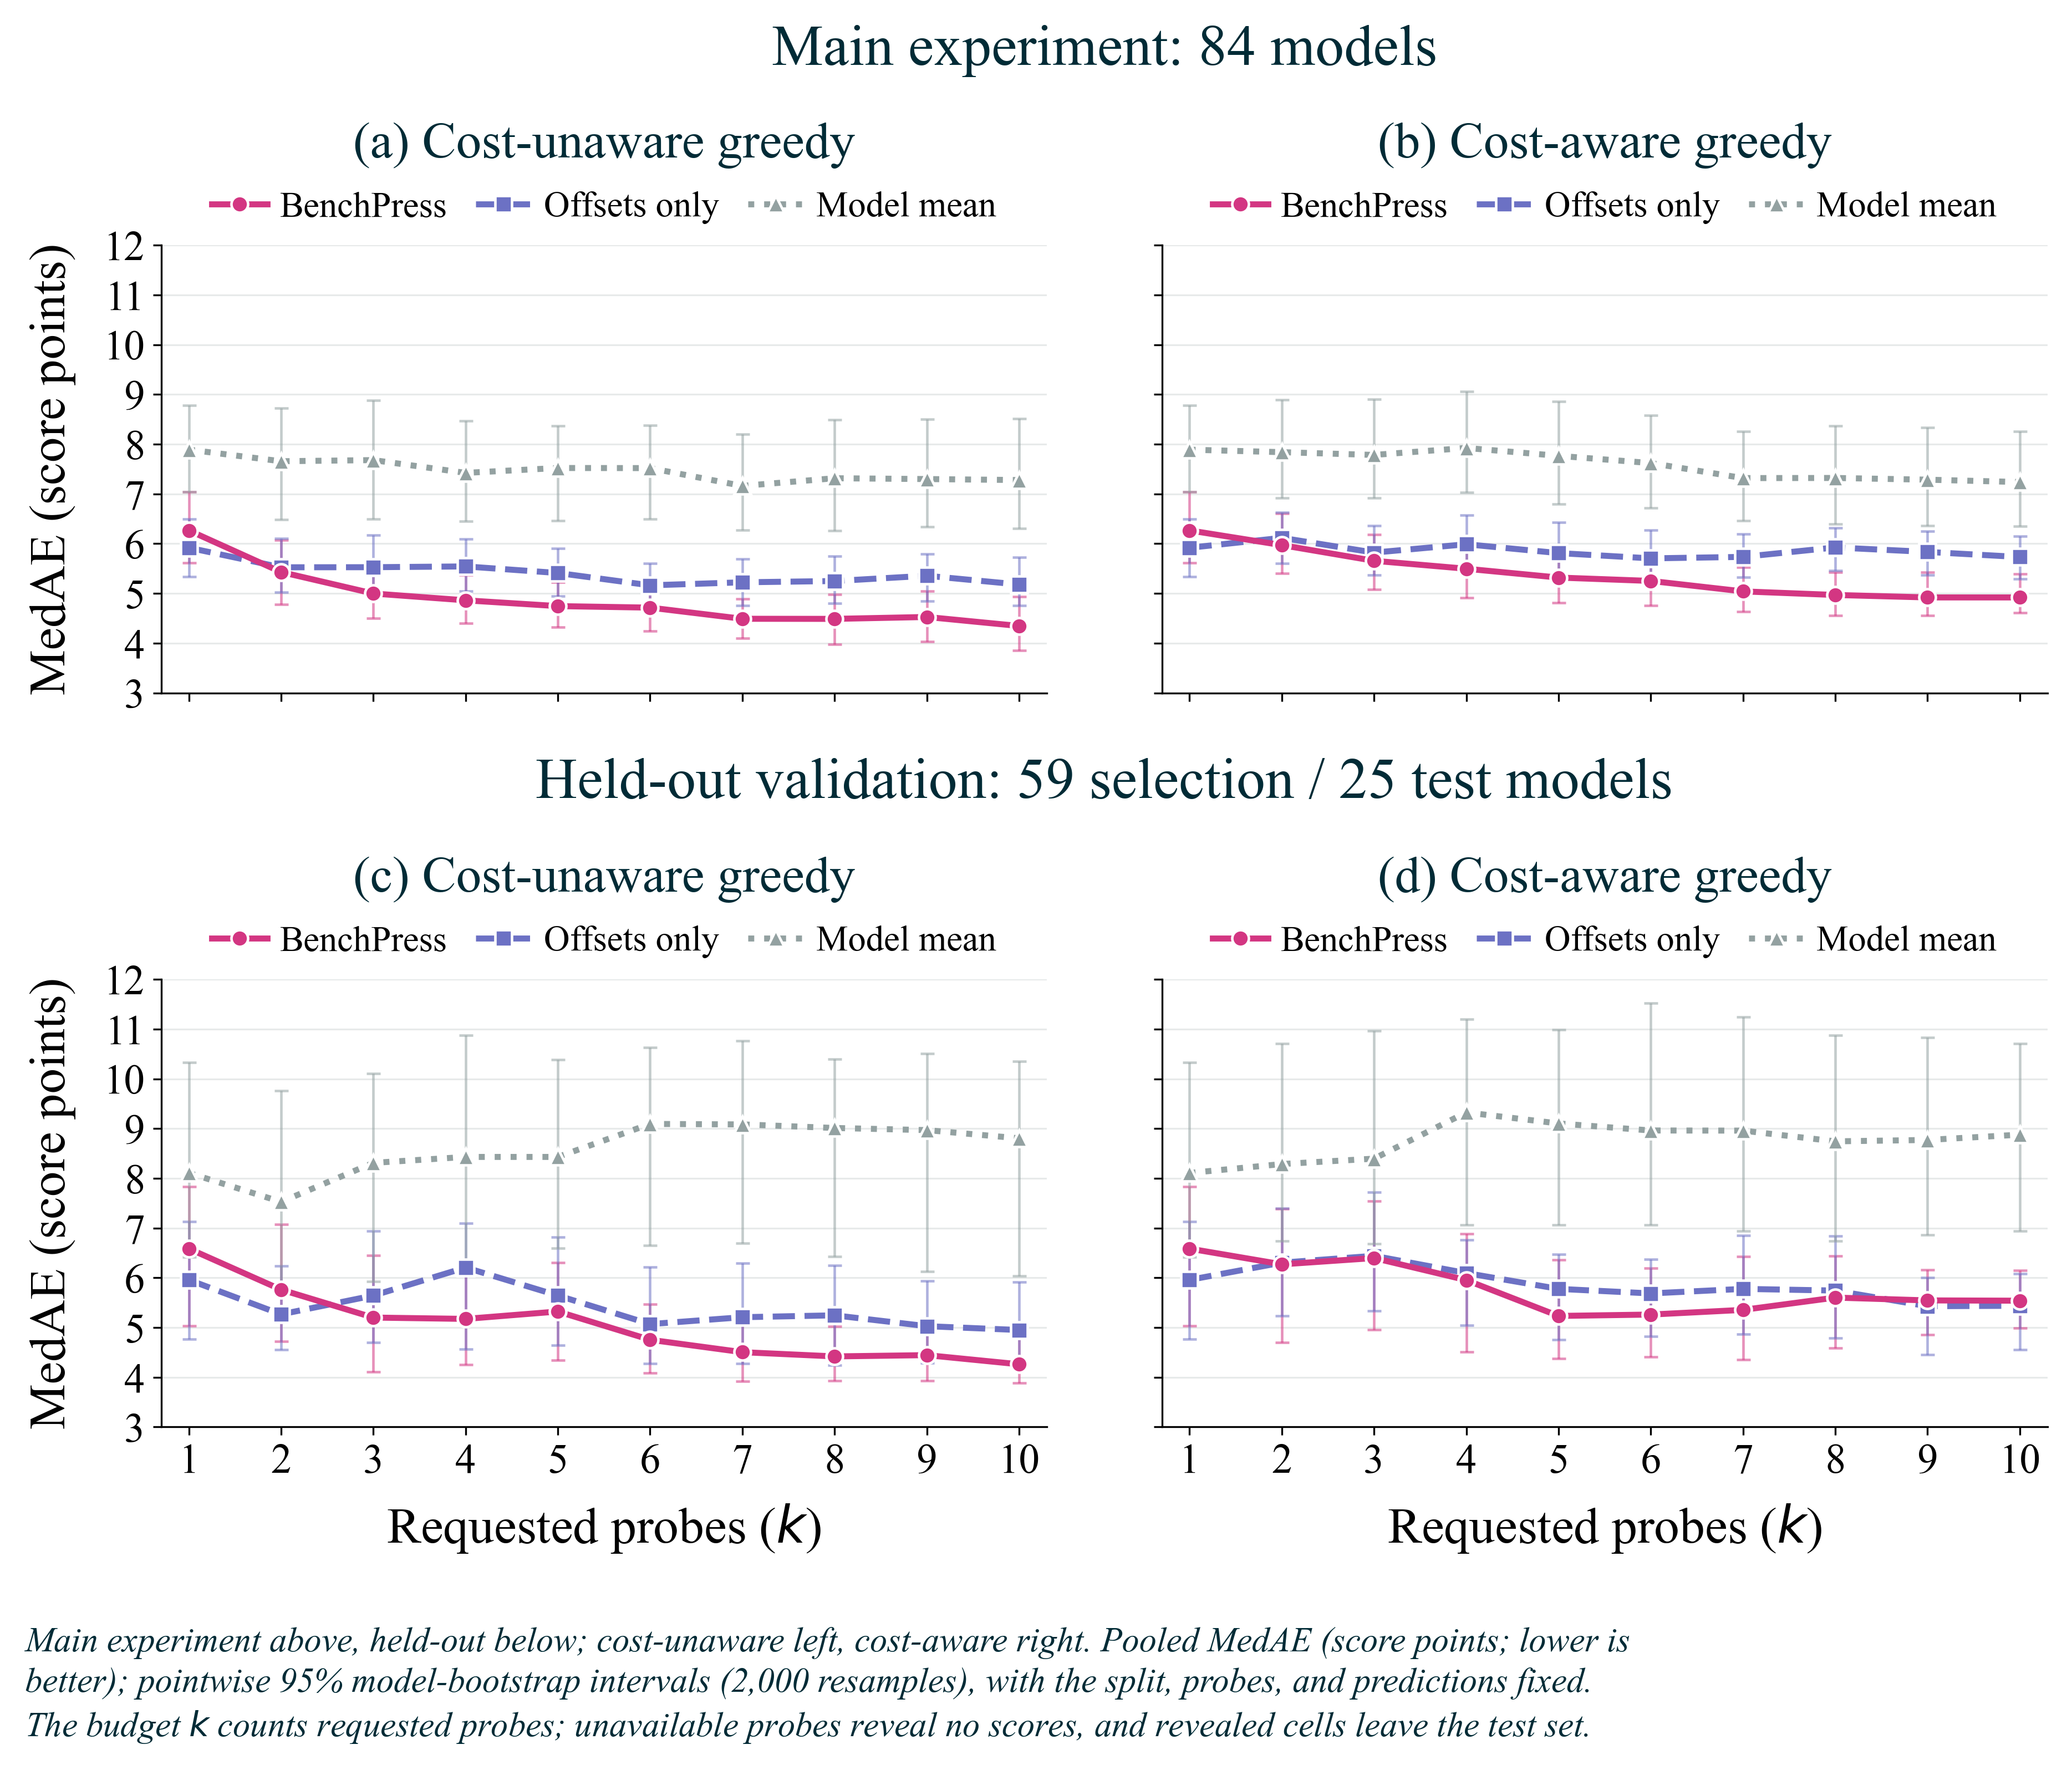 Main experiment: 84 models
(a) Cost-unaware greedy
BenchPress Offsets only Model mean
MedAE (score points)
12
11
10
9
8
7
6
5
4
3
(b) Cost-aware greedy
BenchPress Offsets only Model mean
Held-out validation: 59 selection / 25 test models
(c) Cost-unaware greedy
BenchPress Offsets only Model mean
MedAE (score points)
12
11
10
9
8
7
6
5
4
3
1 2 3 4 5 6 7 8 9 10
Requested probes (k)
(d) Cost-aware greedy
BenchPress Offsets only Model mean
1 2 3 4 5 6 7 8 9 10
Requested probes (k)
Main experiment above, held-out below; cost-unaware left, cost-aware right. Pooled MedAE (score points; lower is
better); pointwise 95% model-bootstrap intervals (2,000 resamples), with the split, probes, and predictions fixed.
The budget k counts requested probes; unavailable probes reveal no scores, and revealed cells leave the test set.